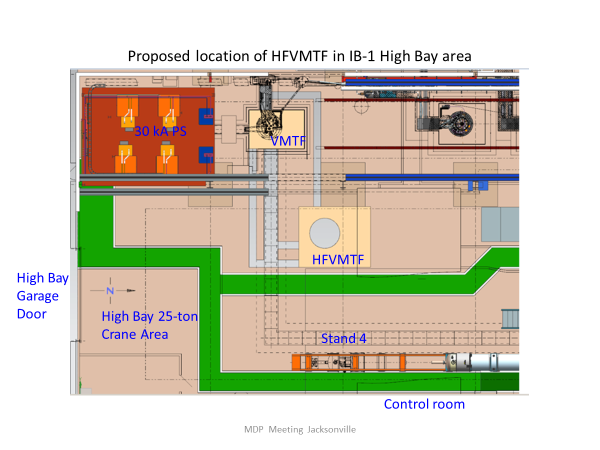 Proposed location of HFVMTF in IB-1 High Bay area
30 kA PS
VMTF
HFVMTF
High Bay
Garage
Door
N
High Bay 25-ton
Crane Area
Stand 4
Control room
MDP Meeting Jacksonville